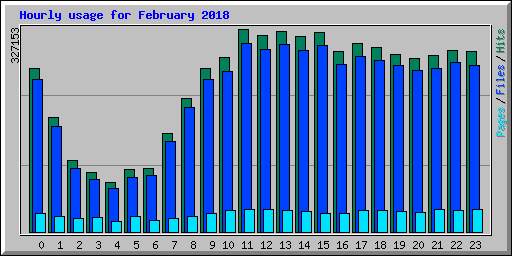 Hourly usage for February 2018
327153
Pages / Files / Hits
0 1 2 3 4 5 6 7 8 9 10 11 12 13 14 15 16 17 18 19 20 21 22 23